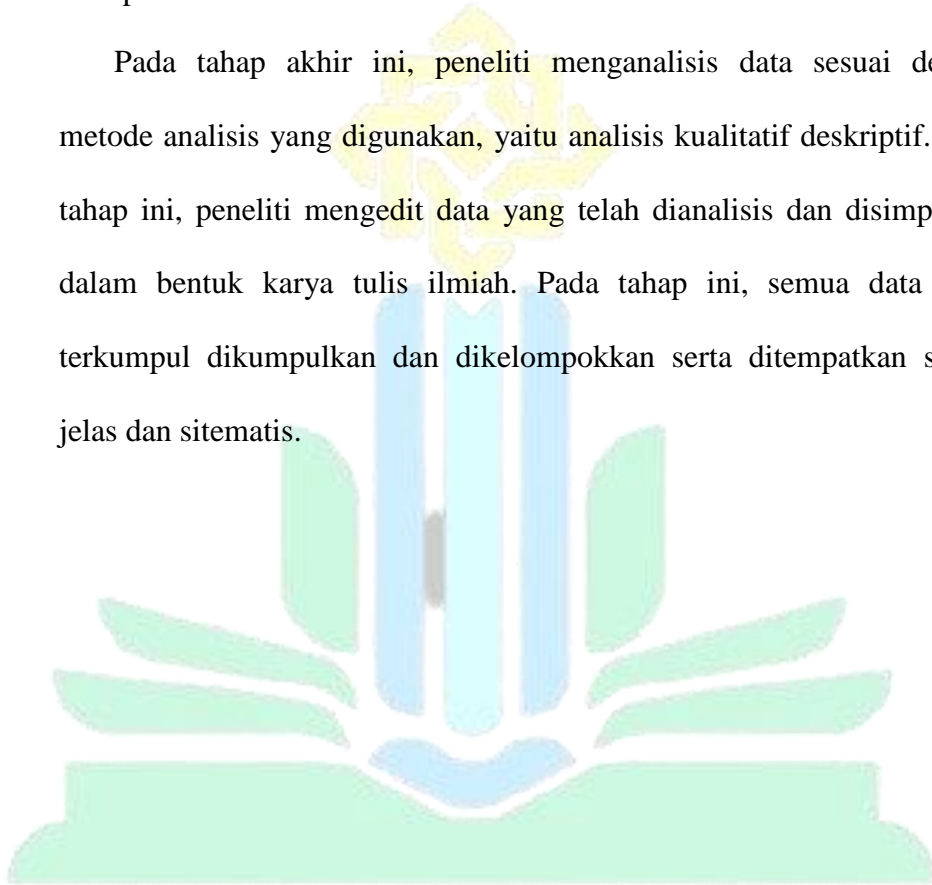 Pada tahap akhir ini, peneliti menganalisis data sesuai de
metode analisis yang digunakan, yaitu analisis kualitatif deskriptif.
tahap ini, peneliti mengedit data yang telah dianalisis dan disimp
dalam bentuk karya tulis ilmiah. Pada tahap ini, semua data
terkumpul dikumpulkan dan dikelompokkan serta ditempatkan s
jelas dan sitematis.